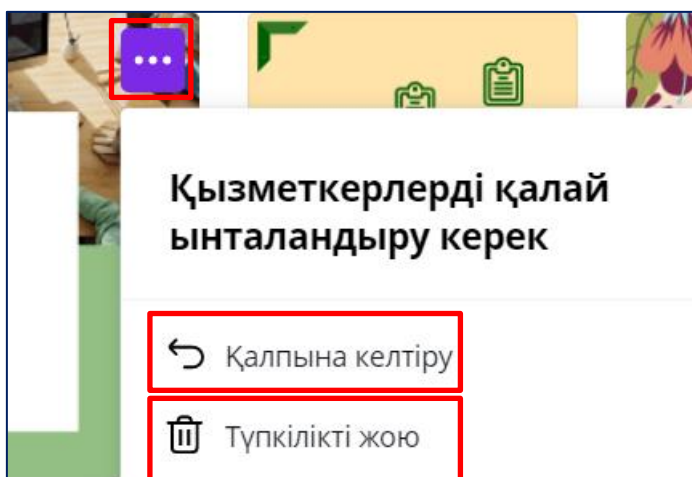 Қызметкерлерді қалай
ынталандыру керек
Қалпына келтіру
Түпкілікті жою